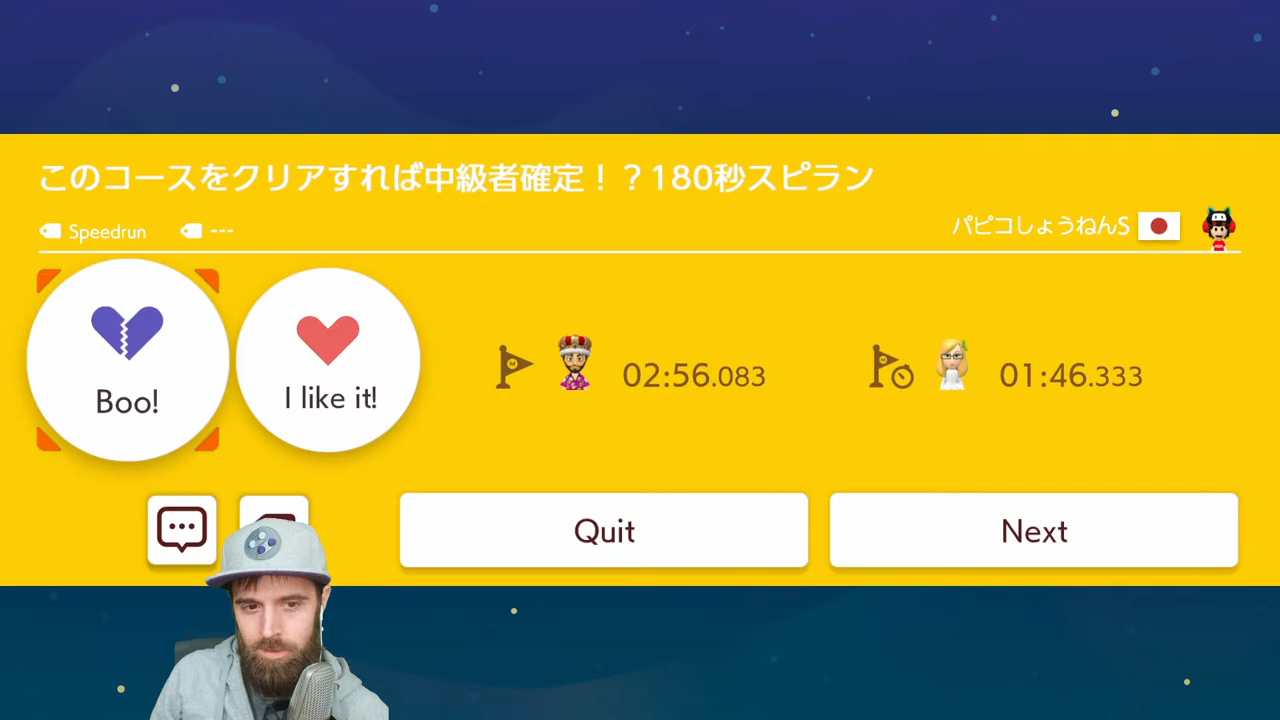 このコースをクリアすれば中級者確定！？180秒スピラン
Speedrun ---
パピコしょうねんS
Boo!
I like it!
02:56.083
01:46.333
Quit
Next